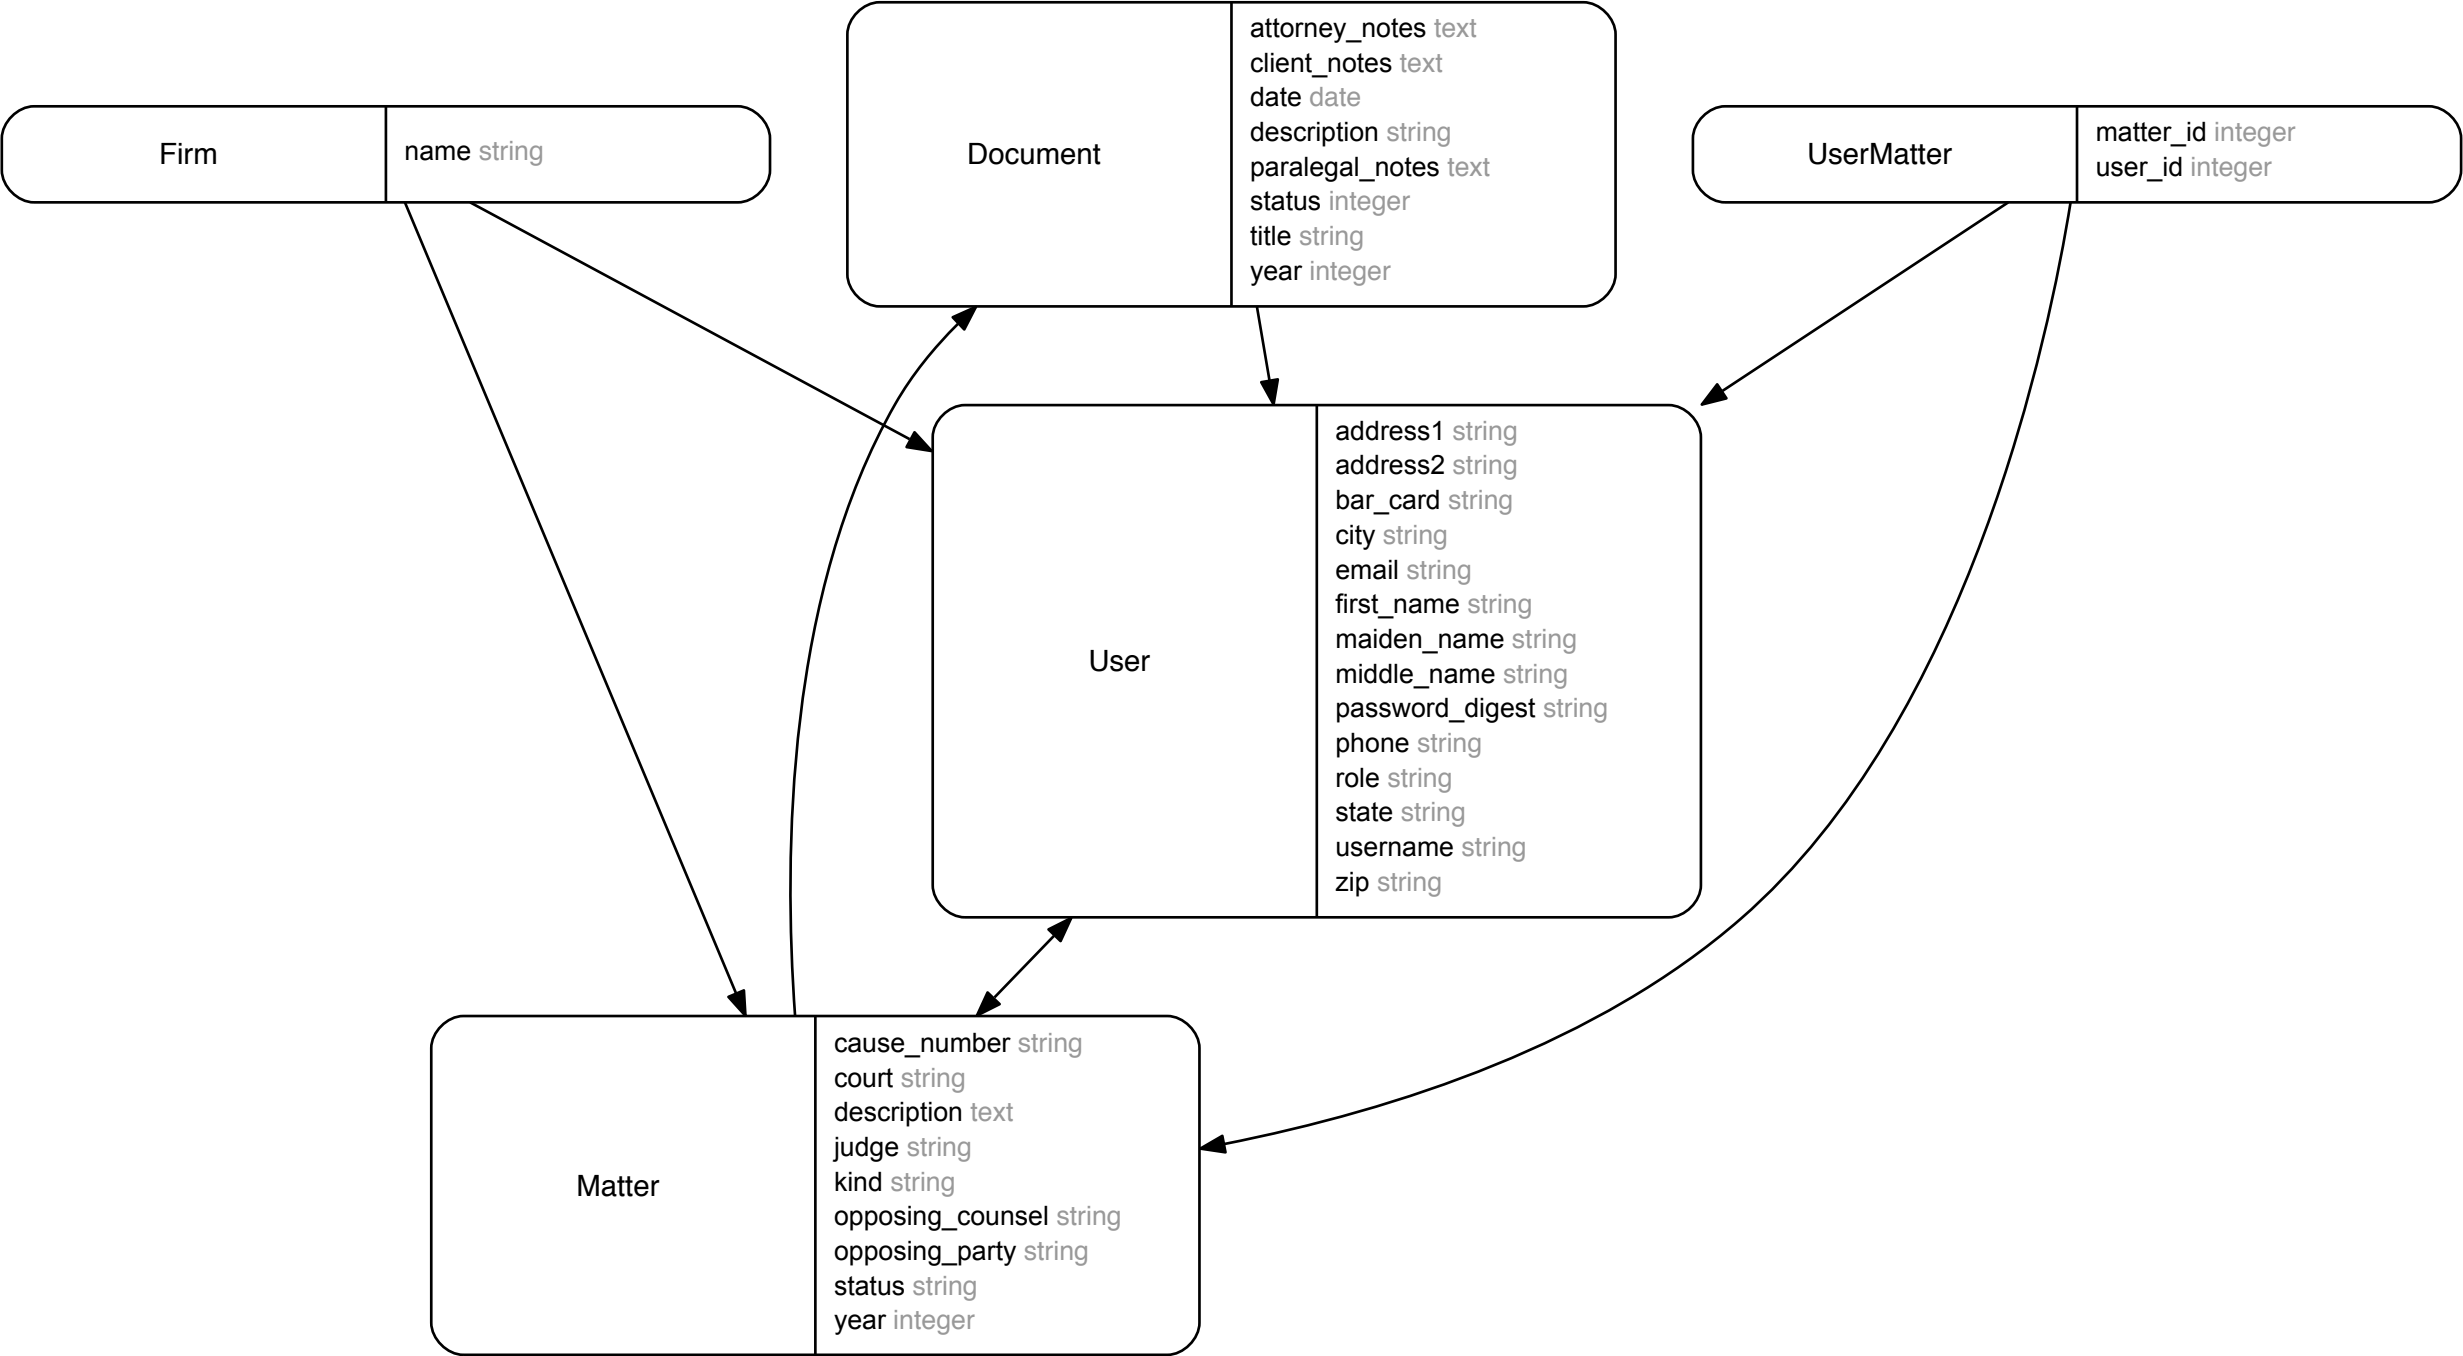 Firm
name string
Document
attorney_notes text
client_notes text
date date
description string
paralegal_notes text
status integer
title string
year integer
UserMatter
matter_id integer
user_id integer
User
address1 string
address2 string
bar_card string
city string
email string
first_name string
maiden_name string
middle_name string
password_digest string
phone string
role string
state string
username string
zip string
Matter
cause_number string
court string
description text
judge string
kind string
opposing_counsel string
opposing_party string
status string
year integer